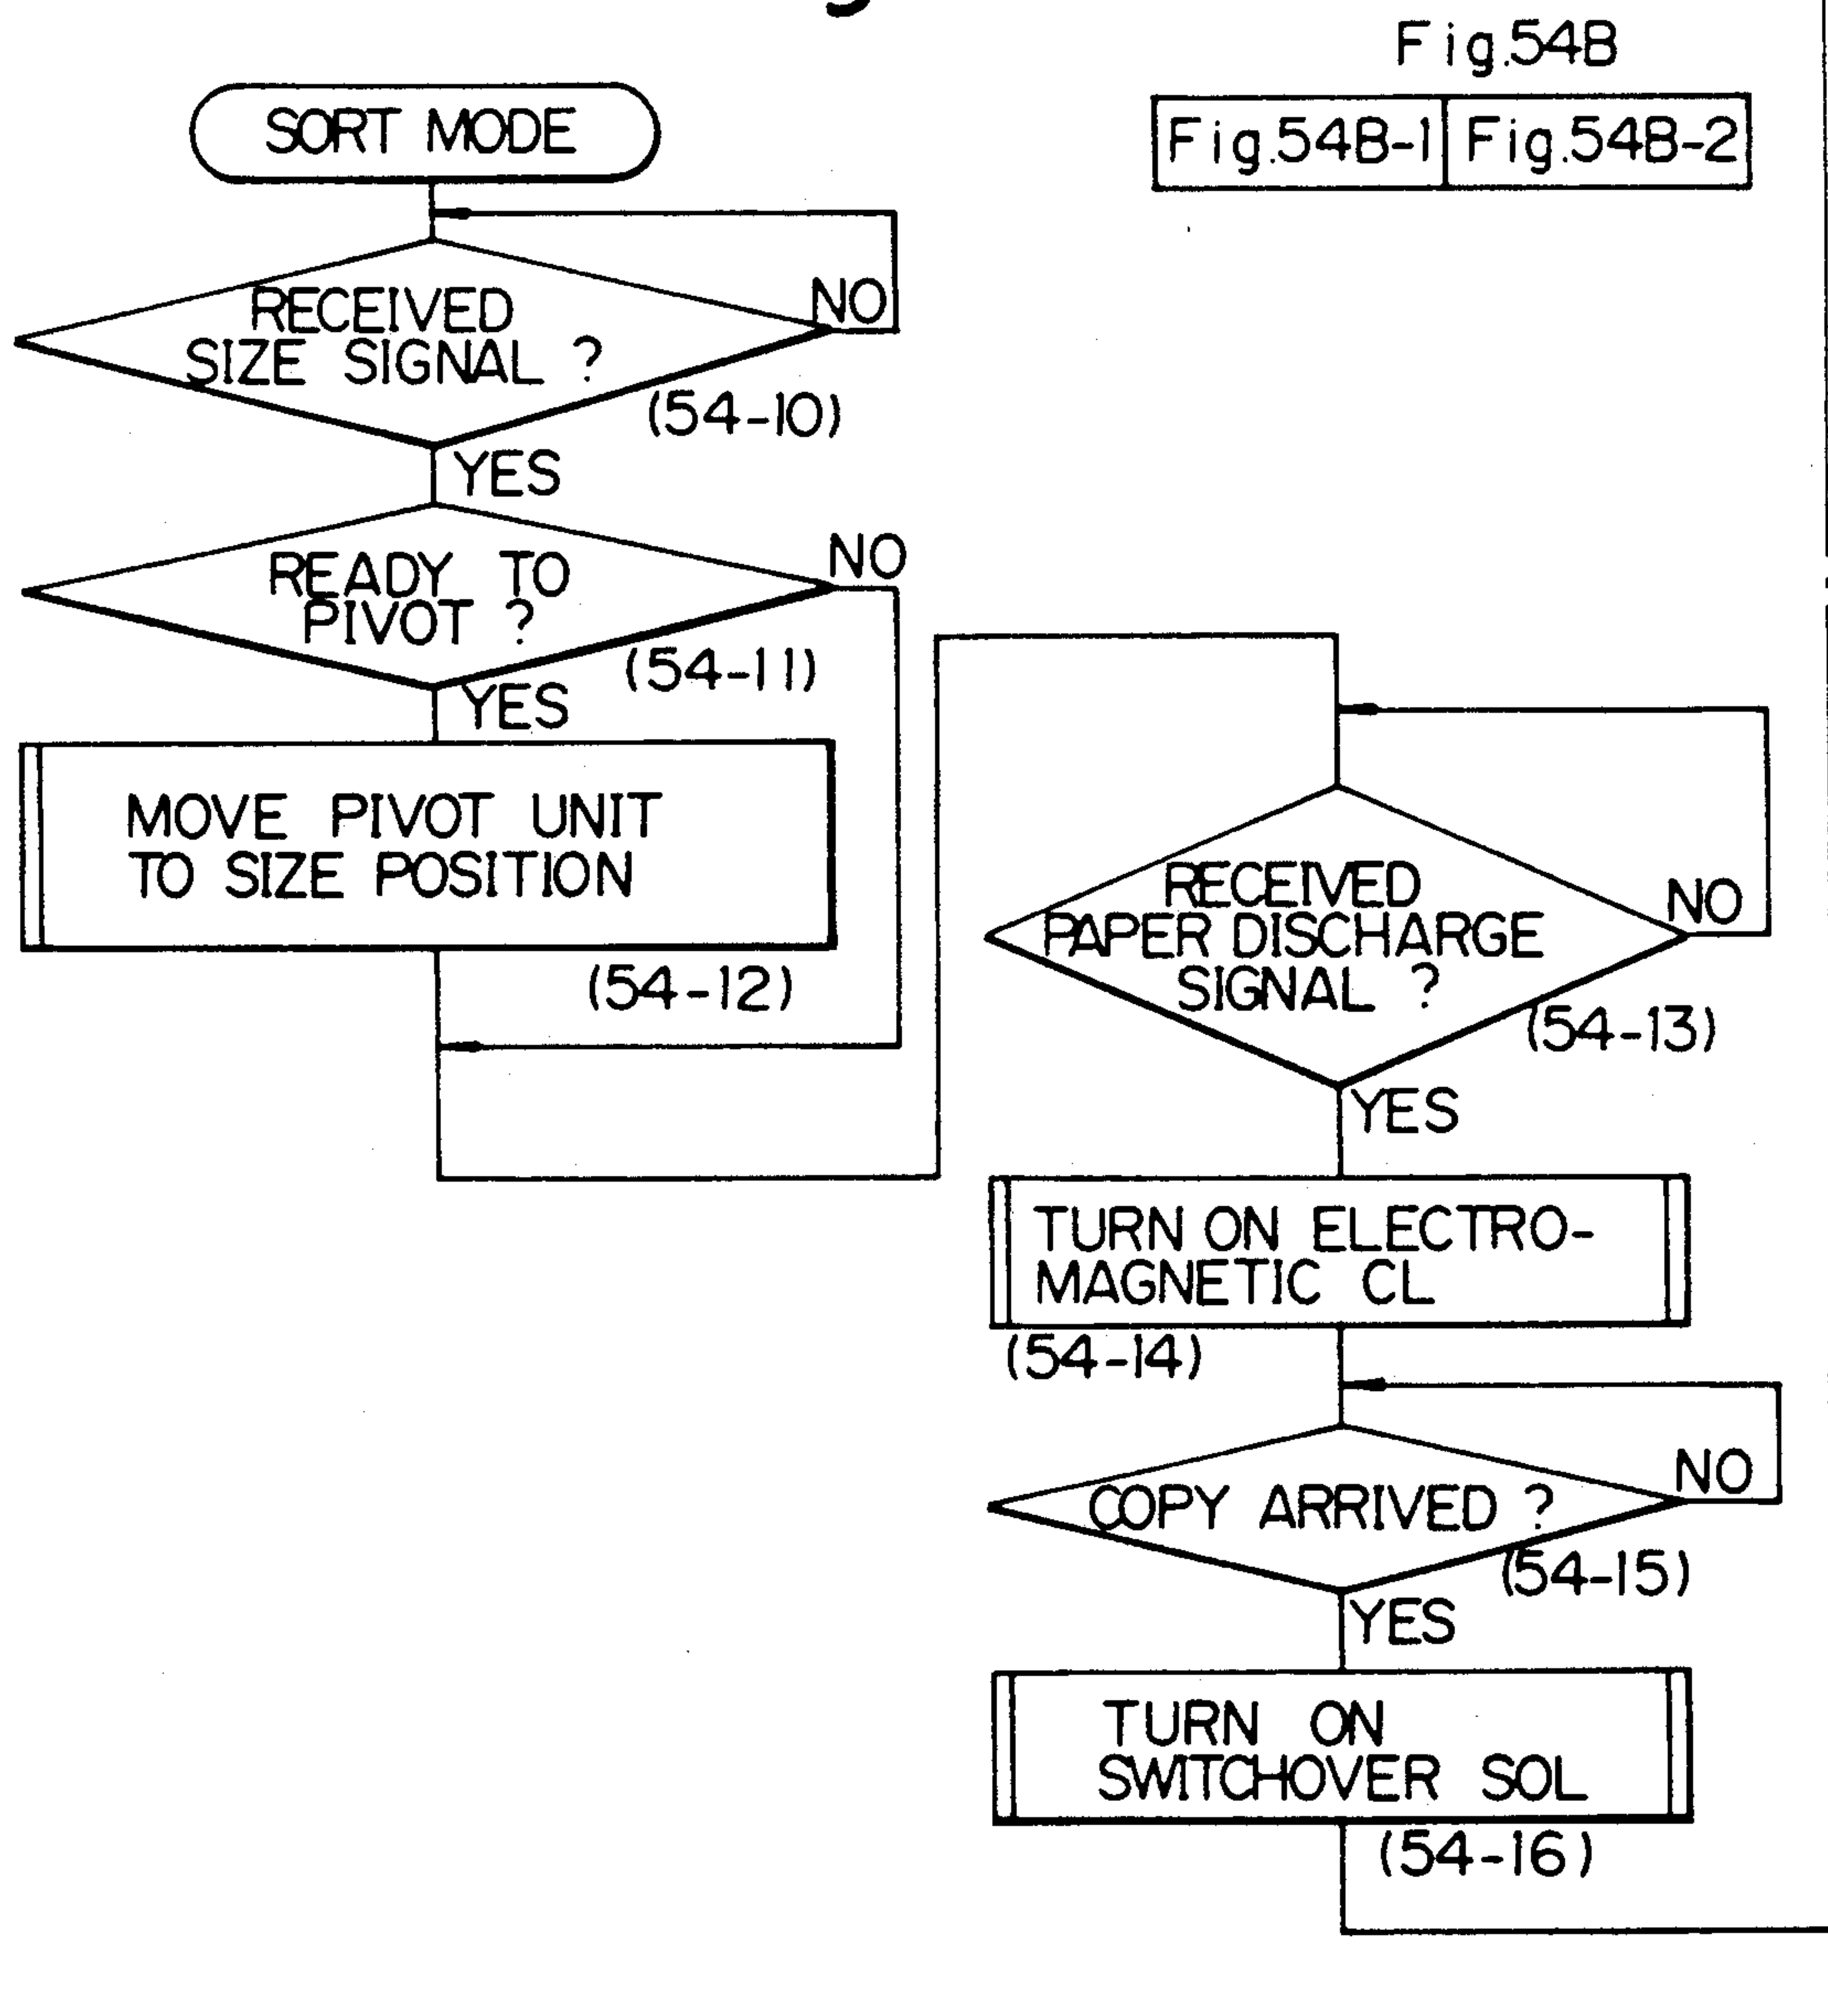 Fig.54B
Fig.54B-1 Fig.54B-2
SORT MODE
RECEIVED
SIZE SIGNAL ?
NO
(54-10)
YES
READY TO
PIVOT ?
NO
(54-11)
YES
MOVE PIVOT UNIT
TO SIZE POSITION
(54-12)
RECEIVED
PAPER DISCHARGE
SIGNAL ?
NO
(54-13)
YES
TURN ON ELECTRO-
MAGNETIC CL
(54-14)
COPY ARRIVED ?
NO
(54-15)
YES
TURN ON
SWITCHOVER SOL
(54-16)